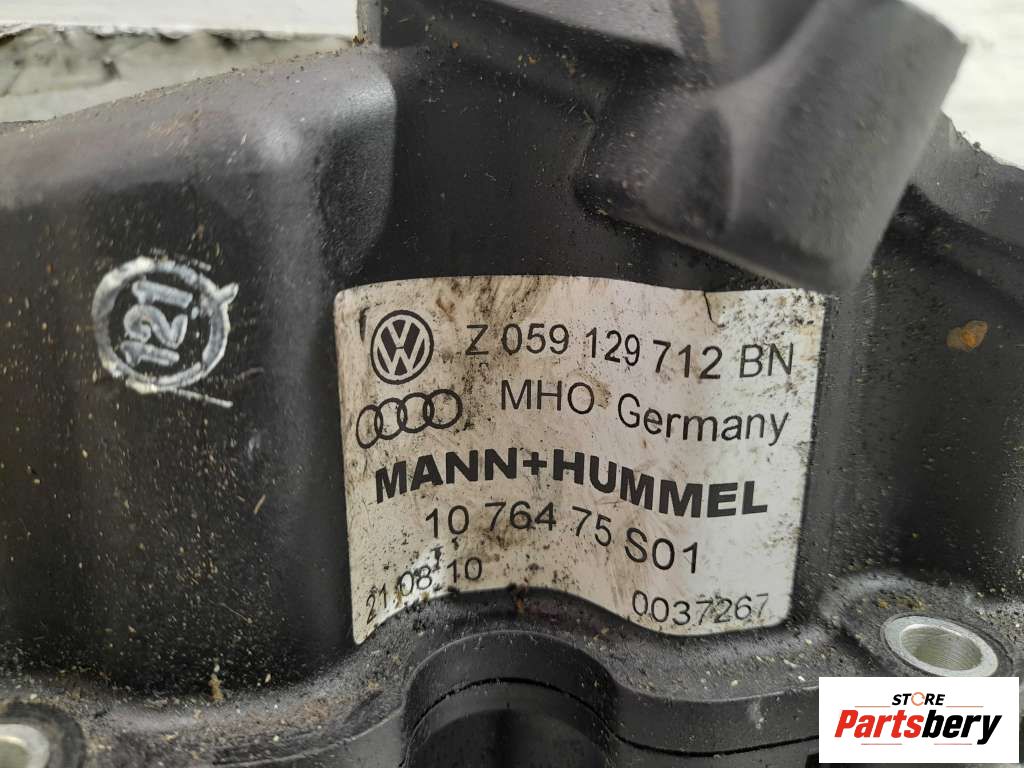 121
Z 059 129 712 BN
MHO Germany
MANN+HUMMEL
10 764 75 S01
21.08.10
0037267
STORE
Partsbery